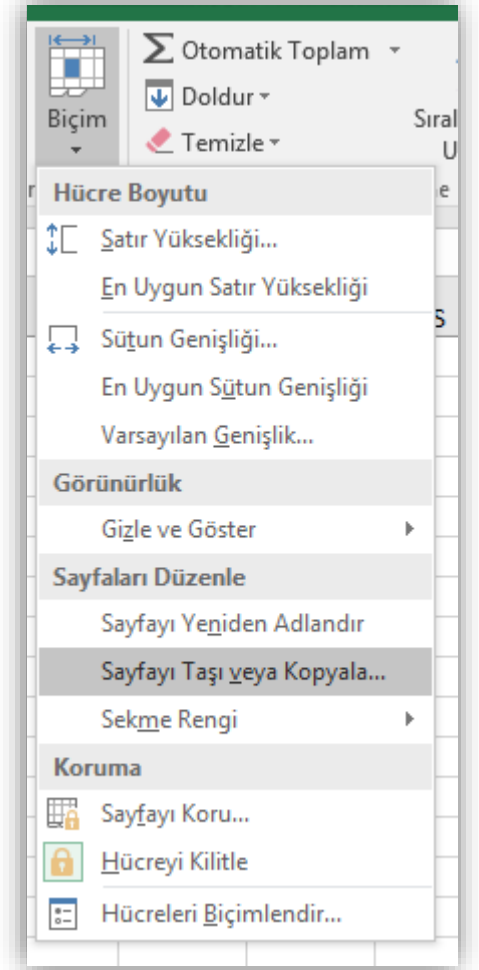 Biçim
Otomatik Toplam
Doldur
Temizle
Sıral
U
e
Hücre Boyutu
Satır Yüksekliği...
En Uygun Satır Yüksekliği
Sütun Genişliği...
S
En Uygun Sütun Genişliği
Varsayılan Genişlik...
Görünürlük
Gizle ve Göster
Sayfaları Düzenle
Sayfayı Yeniden Adlandır
Sayfayı Taşı veya Kopyala...
Sekme Rengi
Koruma
Sayfayı Koru...
Hücreyi Kilitle
Hücreleri Biçimlendir...